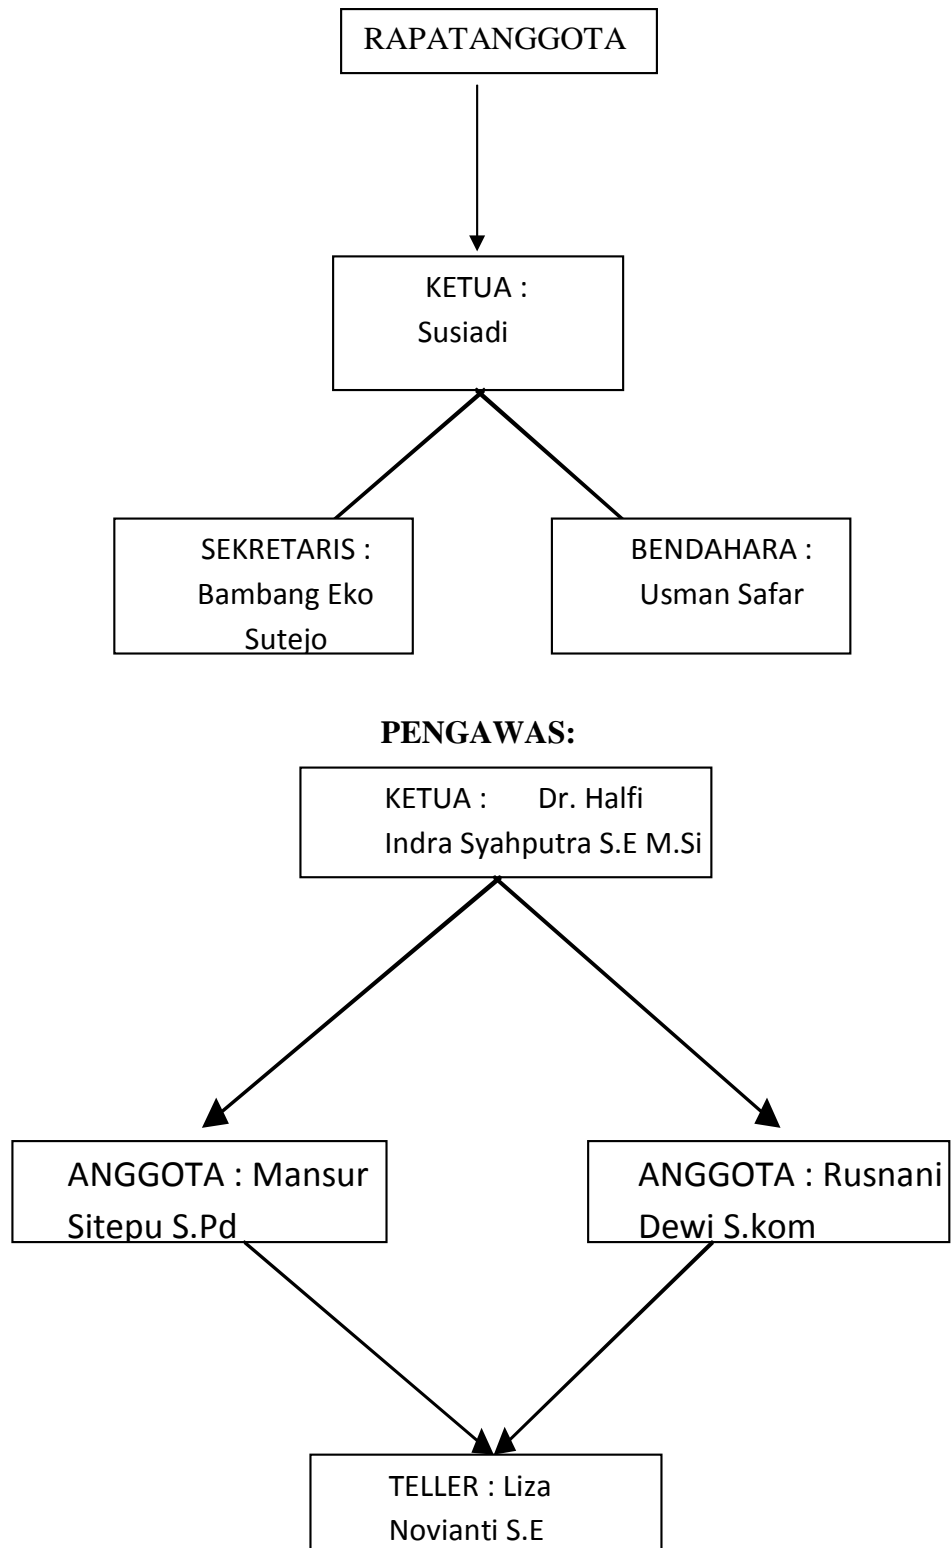 RAPATANGGOTA
KETUA :
Susiadi
SEKRETARIS :
Bambang Eko
Sutejo
BENDAHARA :
Usman Safar
PENGAWAS:
KETUA : Dr. Halfi
Indra Syahputra S.E M.Si
ANGGOTA : Mansur
Sitepu S.Pd
ANGGOTA : Rusnani
Dewi S.kom
TELLER : Liza
Novianti S.E